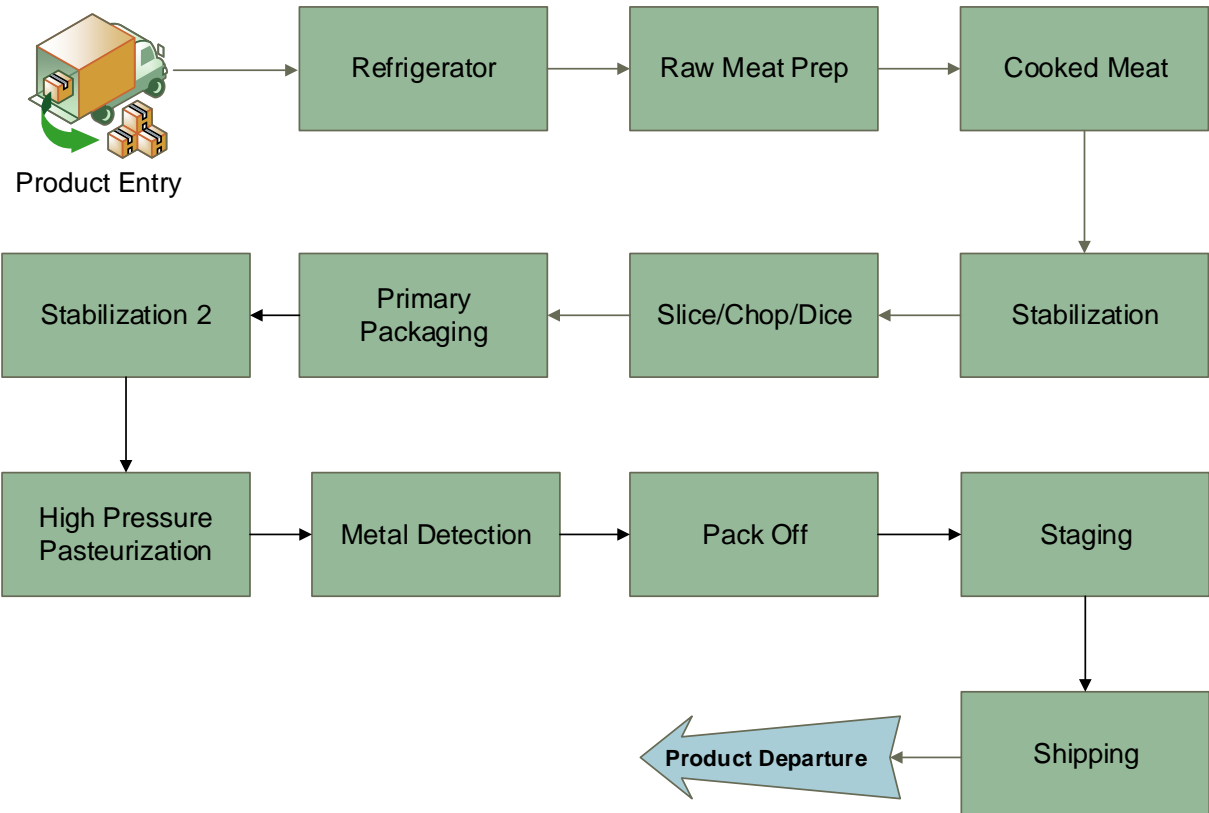 Refrigerator
Raw Meat Prep
Cooked Meat
Product Entry
Stabilization 2
Primary
Packaging
Slice/Chop/Dice
Stabilization
High Pressure
Pasteurization
Metal Detection
Pack Off
Staging
Product Departure
Shipping